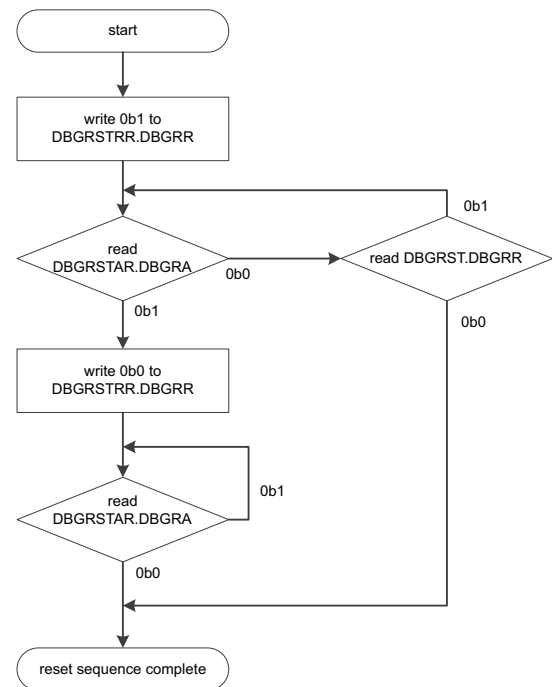 start
write 0b1 to
DBGRSTRR.DBGRR
0b1
read
DBGRSTAR.DBGRA
0b0
read DBGRST.DBGRR
0b1
0b0
write 0b0 to
DBGRSTRR.DBGRR
read
DBGRSTAR.DBGRA
0b1
0b0
reset sequence complete